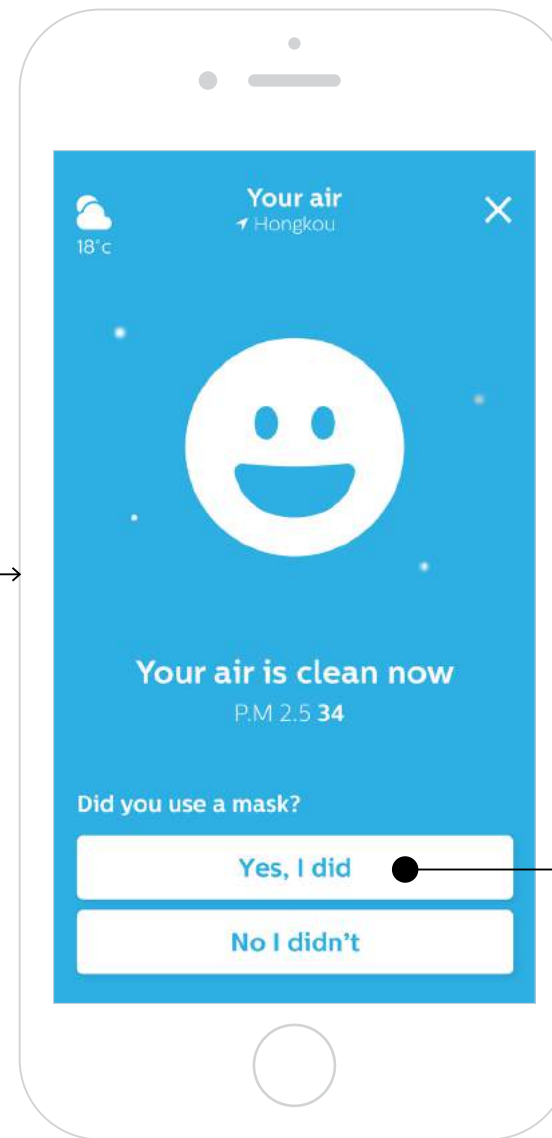 Your air
Hongkou
18°c
Your air is clean now
P.M 2.5 34
Did you use a mask?
Yes, I did
No I didn't